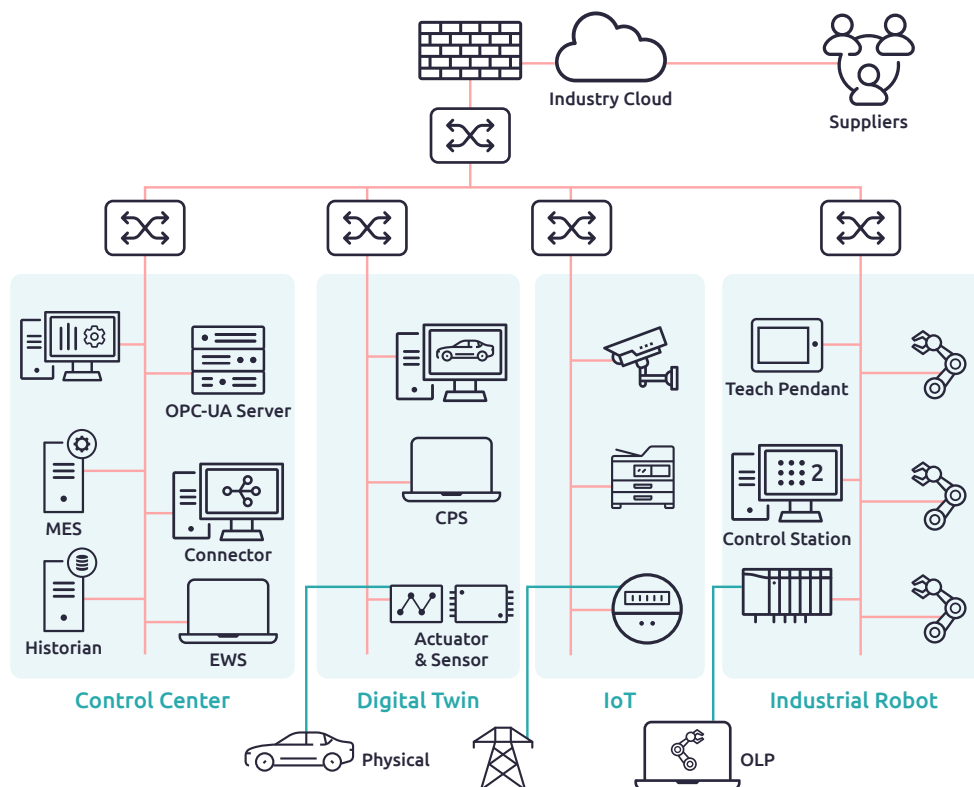 Industry Cloud
Suppliers
OPC-UA Server
MES
Connector
Historian
EWS
Control Center
CPS
Actuator
& Sensor
Digital Twin
IoT
Teach Pendant
2
Control Station
Industrial Robot
Physical
OLP